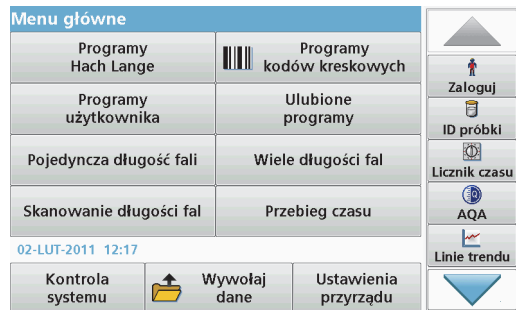 Menu główne
Programy
Hach Lange
Programy
kodów kreskowych
Programy
użytkownika
Ulubione
programy
Pojedyncza długość fali
Wiele długości fal
Skanowanie długości fal
Przebieg czasu
02-LUT-2011 12:17
Kontrola
systemu
Wywołaj
dane
Ustawienia
przyrządu
Zaloguj
ID próbki
Licznik czasu
AQA
Linie trendu